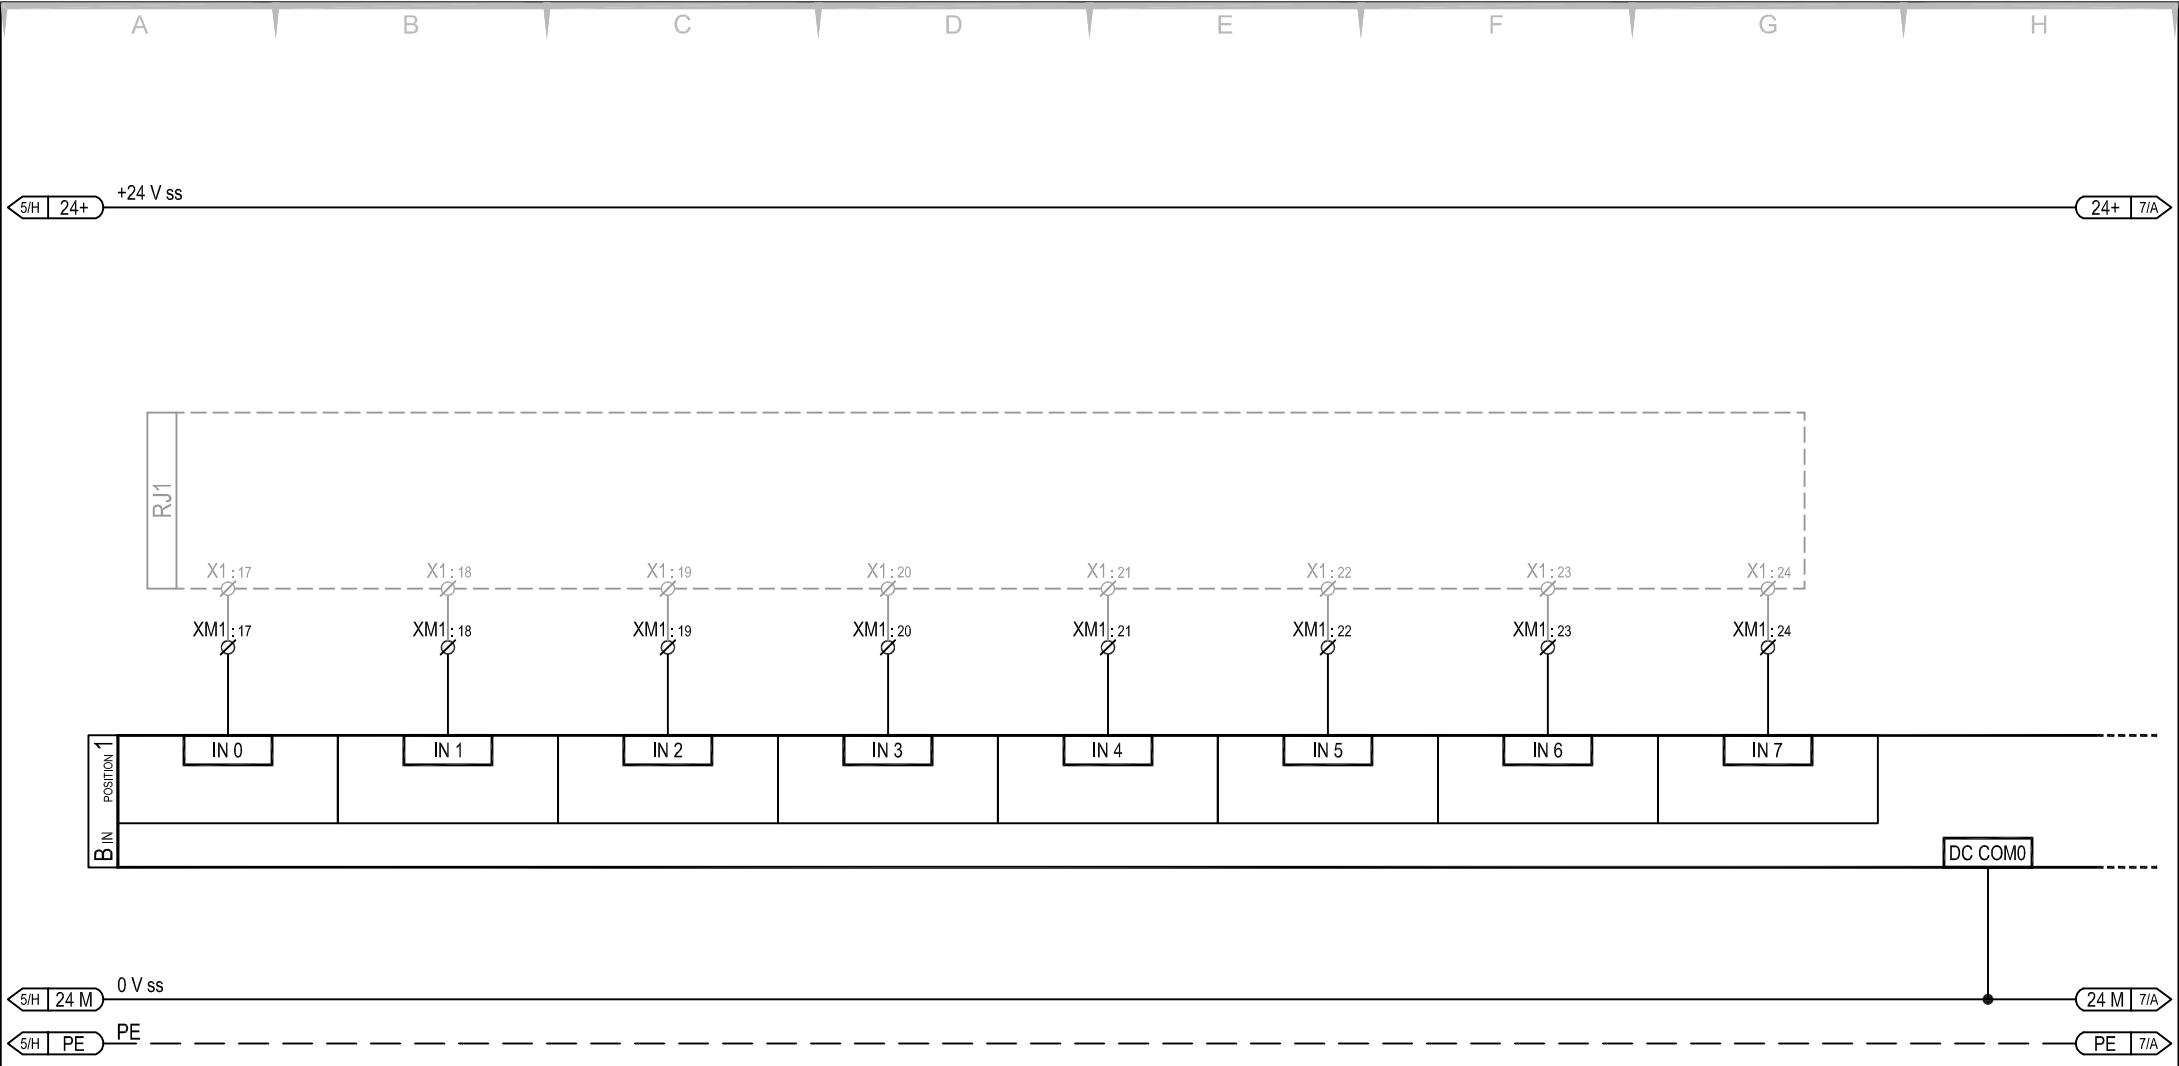 A B C D E F G H
+24 V ss
5/H 24+ 24+ 7/A
RJ1
X1:17 X1:18 X1:19 X1:20 X1:21 X1:22 X1:23 X1:24
XM1:17 XM1:18 XM1:19 XM1:20 XM1:21 XM1:22 XM1:23 XM1:24
B IN POSITION 1
IN 0 IN 1 IN 2 IN 3 IN 4 IN 5 IN 6 IN 7
DC COM0
0 V ss
5/H 24 M 24 M 7/A
PE
5/H PE PE 7/A